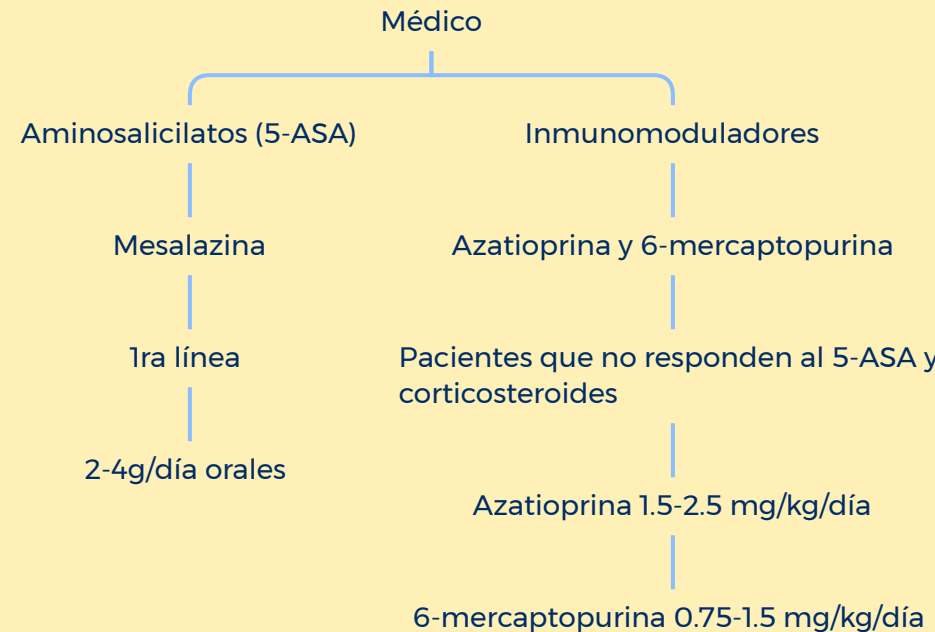 Médico
Aminosalicilatos (5-ASA)
Inmunomoduladores
Mesalazina
Azatioprina y 6-mercaptopurina
1ra línea
Pacientes que no responden al 5-ASA y
corticosteroides
2-4g/día orales
Azatioprina 1.5-2.5 mg/kg/día
6-mercaptopurina 0.75-1.5 mg/kg/día